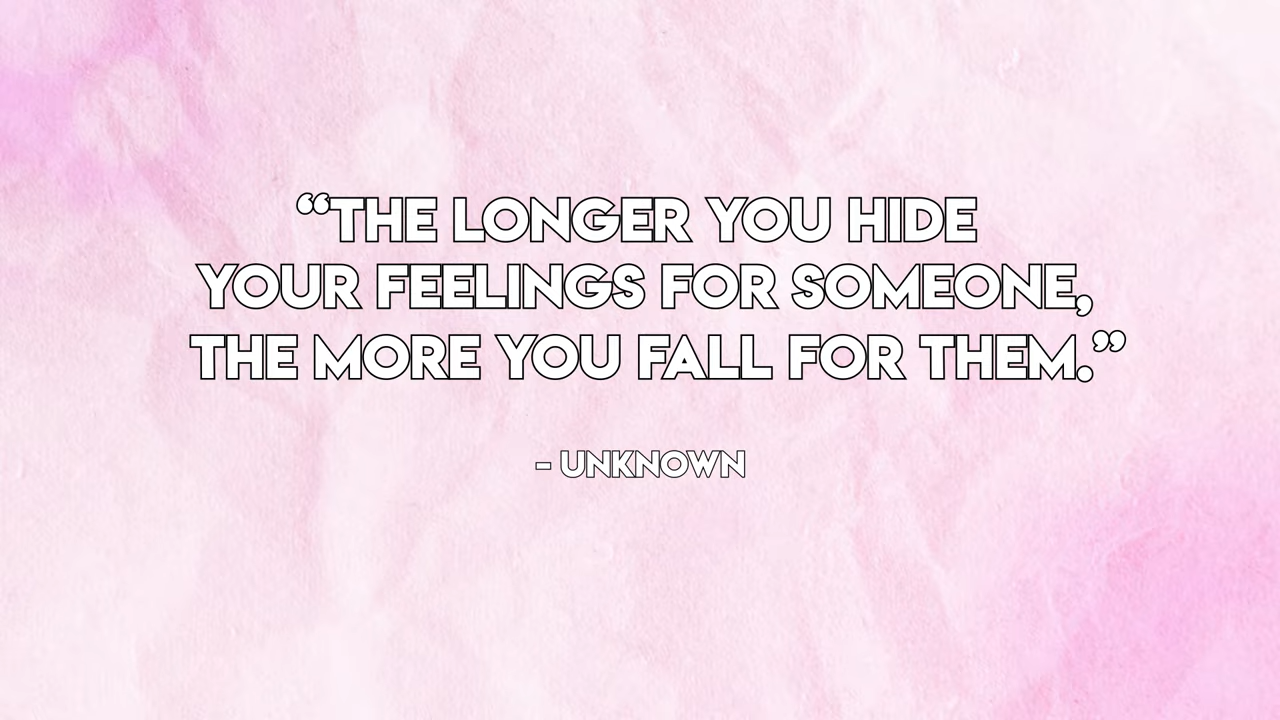 “THE LONGER YOU HIDE
YOUR FEELINGS FOR SOMEONE,
THE MORE YOU FALL FOR THEM.”
- UNKNOWN